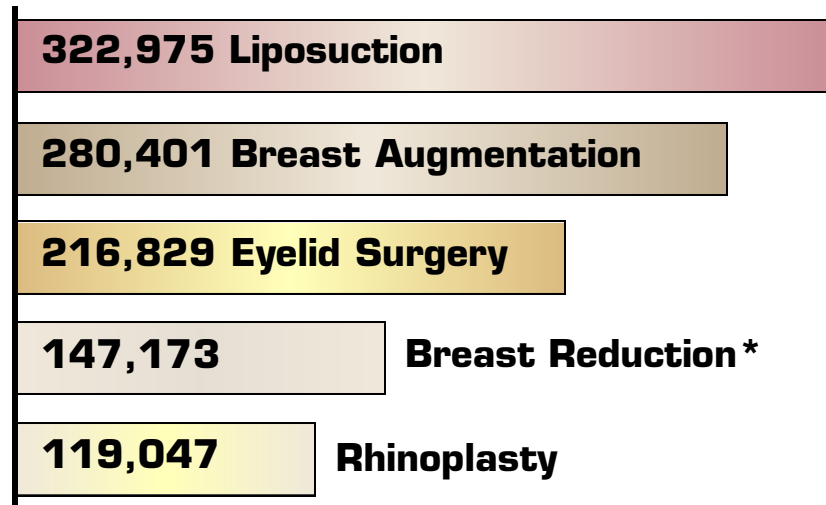 322,975 Liposuction
280,401 Breast Augmentation
216,829 Eyelid Surgery
147,173 Breast Reduction*
119,047 Rhinoplasty